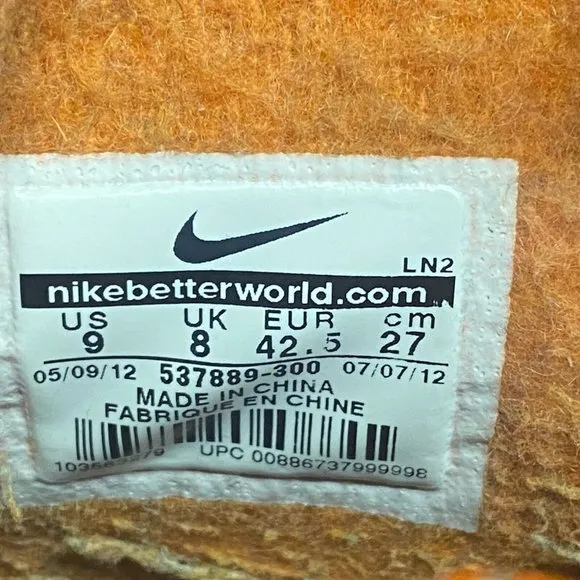 LN2
nikebetterworld.com
US UK EUR cm
9 8 42.5 27
05/09/12 537889-300 07/07/12
MADE IN CHINA
FABRIQUE EN CHINE
UPC 00886737999998